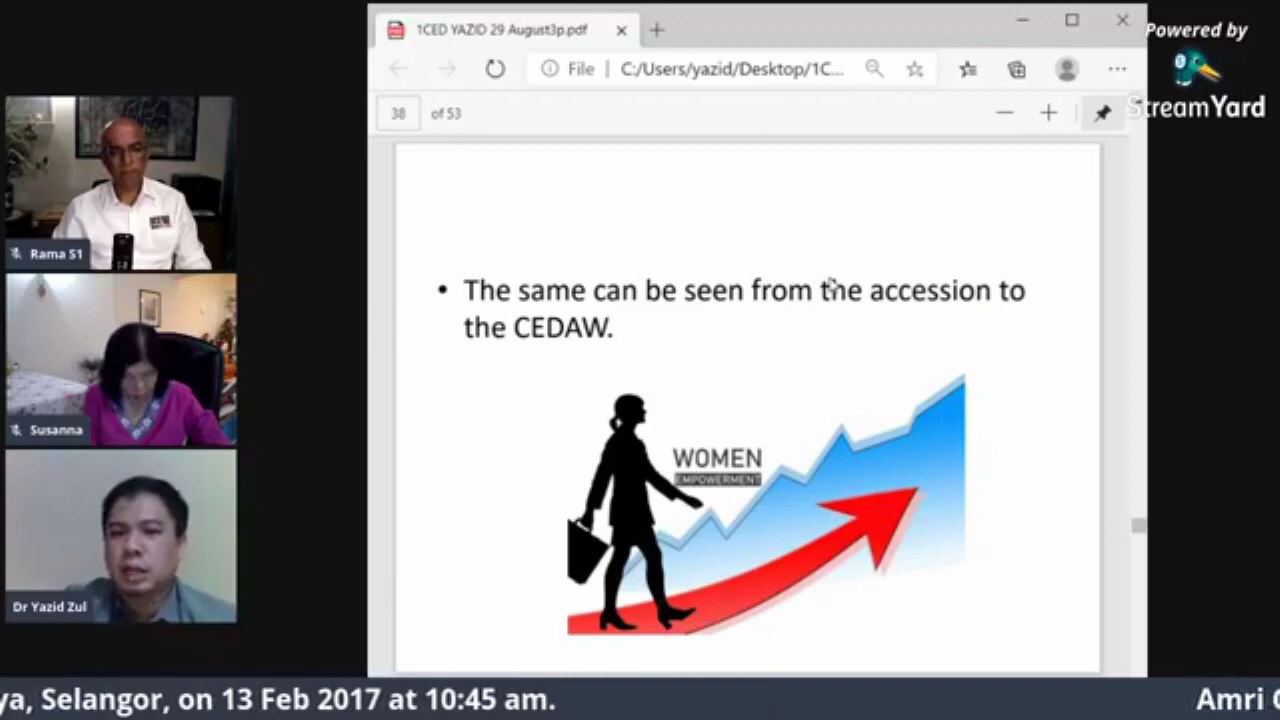 1CED YAZID 29 August3p.pdf
File
C:/Users/yazid/Desktop/1C...
38 of 53
Powered by
StreamYard
Rama S1
Susanna
Dr Yazid Zul
• The same can be seen from the accession to
the CEDAW.
WOMEN
EMPOWERMENT
ya, Selangor, on 13 Feb 2017 at 10:45 am.
Amri